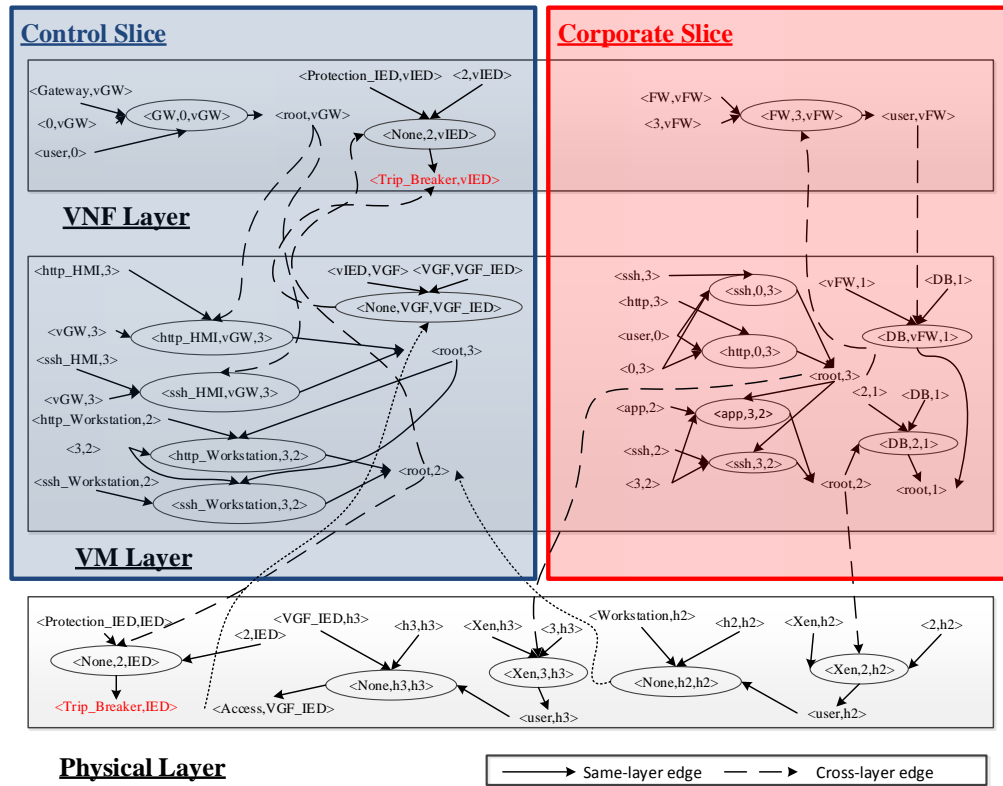 Control Slice
Corporate Slice
<Protection_IED,vIED>
<2,vIED>
<Gateway,vGW>
<0,vGW>
<user,0>
<GW,0,vGW>
<root,vGW>
<None,2,vIED>
<Trip_Breaker,vIED>
<FW,vFW>
<3,vFW>
<FW,3,vFW>
<user,vFW>
VNF Layer
<http_HMI,3>
<vIED,VGF>
<VGF,VGF_IED>
<None,VGF,VGF_IED>
<vGW,3>
<http_HMI,vGW,3>
<root,3>
<ssh_HMI,3>
<ssh_HMI,vGW,3>
<vGW,3>
<http_Workstation,2>
<3,2>
<http_Workstation,3,2>
<root,2>
<ssh_Workstation,2>
<ssh_Workstation,3,2>
<ssh,3>
<ssh,0,3>
<http,3>
<user,0>
<http,0,3>
<0,3>
<root,3>
<vFW,1>
<DB,1>
<DB,vFW,1>
<app,2>
<app,3,2>
<2,1>
<DB,1>
<DB,2,1>
<ssh,2>
<ssh,3,2>
<3,2>
<root,2>
<root,1>
VM Layer
<Protection_IED,IED>
<2,IED>
<None,2,IED>
<Trip_Breaker,IED>
<VGF_IED,h3>
<h3,h3>
<None,h3,h3>
<Access,VGF_IED>
<Xen,h3>
<3,h3>
<Xen,3,h3>
<user,h3>
<Workstation,h2>
<h2,h2>
<None,h2,h2>
<Xen,h2>
<2,h2>
<Xen,2,h2>
<user,h2>
Physical Layer
Same-layer edge
Cross-layer edge